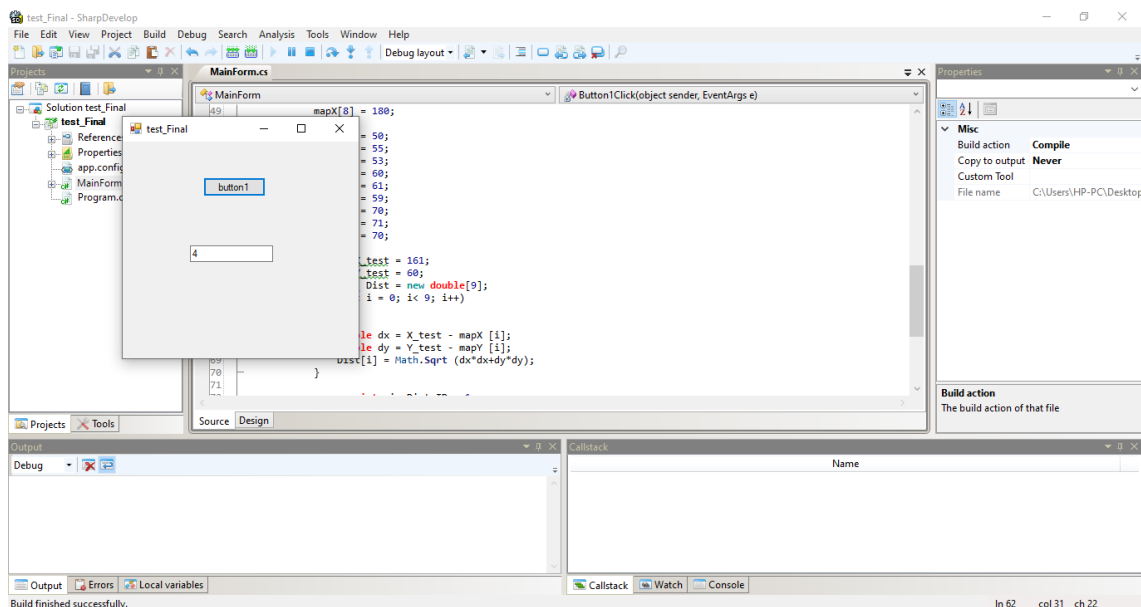 test_Final - SharpDevelop
File Edit View Project Build Debug Search Analysis Tools Window Help
Debug layout
Projects
MainForm.cs
Properties
MainForm
Button1Click(object sender, EventArgs e)
Solution test_Final
test_Final
Reference
Properties
app.config
MainForm
Program.c
test_Final
button1
4
49 mapX[8] = 180;
= 50;
= 55;
= 53;
= 60;
= 61;
= 59;
= 70;
= 71;
= 70;
_test = 161;
_test = 60;
Dist = new double[9];
i = 0; i< 9; i++)
le dx = X_test - mapX [i];
le dy = Y_test - mapY [i];
69 Dist[i] = Math.Sqrt (dx*dx+dy*dy);
70 }
71
Misc
Build action Compile
Copy to output Never
Custom Tool
File name C:\Users\HP-PC\Desktop
Build action
The build action of that file
Projects Tools
Source Design
Output
Debug
Callstack
Name
Output Errors Local variables
Callstack Watch Console
Build finished successfully.
ln 62 col 31 ch 22